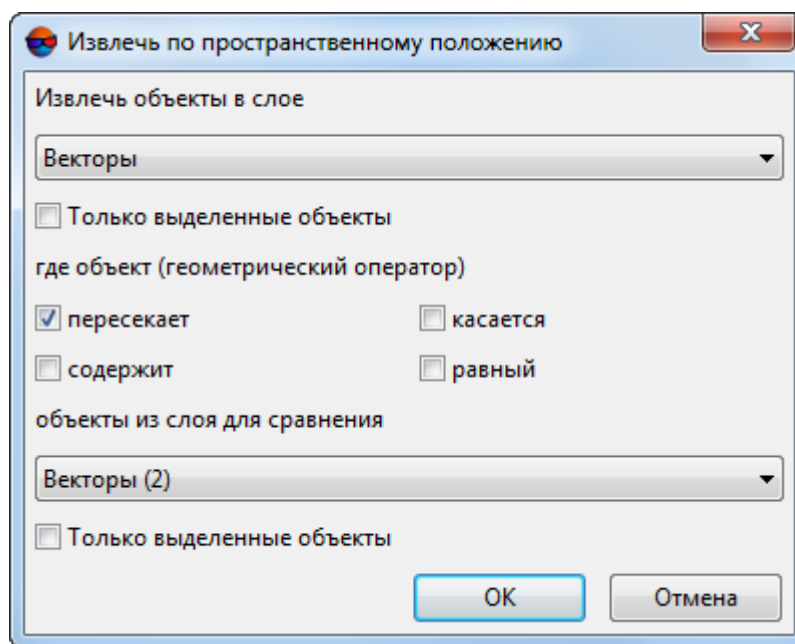 Извлечь по пространственному положению
Извлечь объекты в слое
Векторы
Только выделенные объекты
где объект (геометрический оператор)
пересекает касается
содержит равный
объекты из слоя для сравнения
Векторы (2)
Только выделенные объекты
OK Отмена